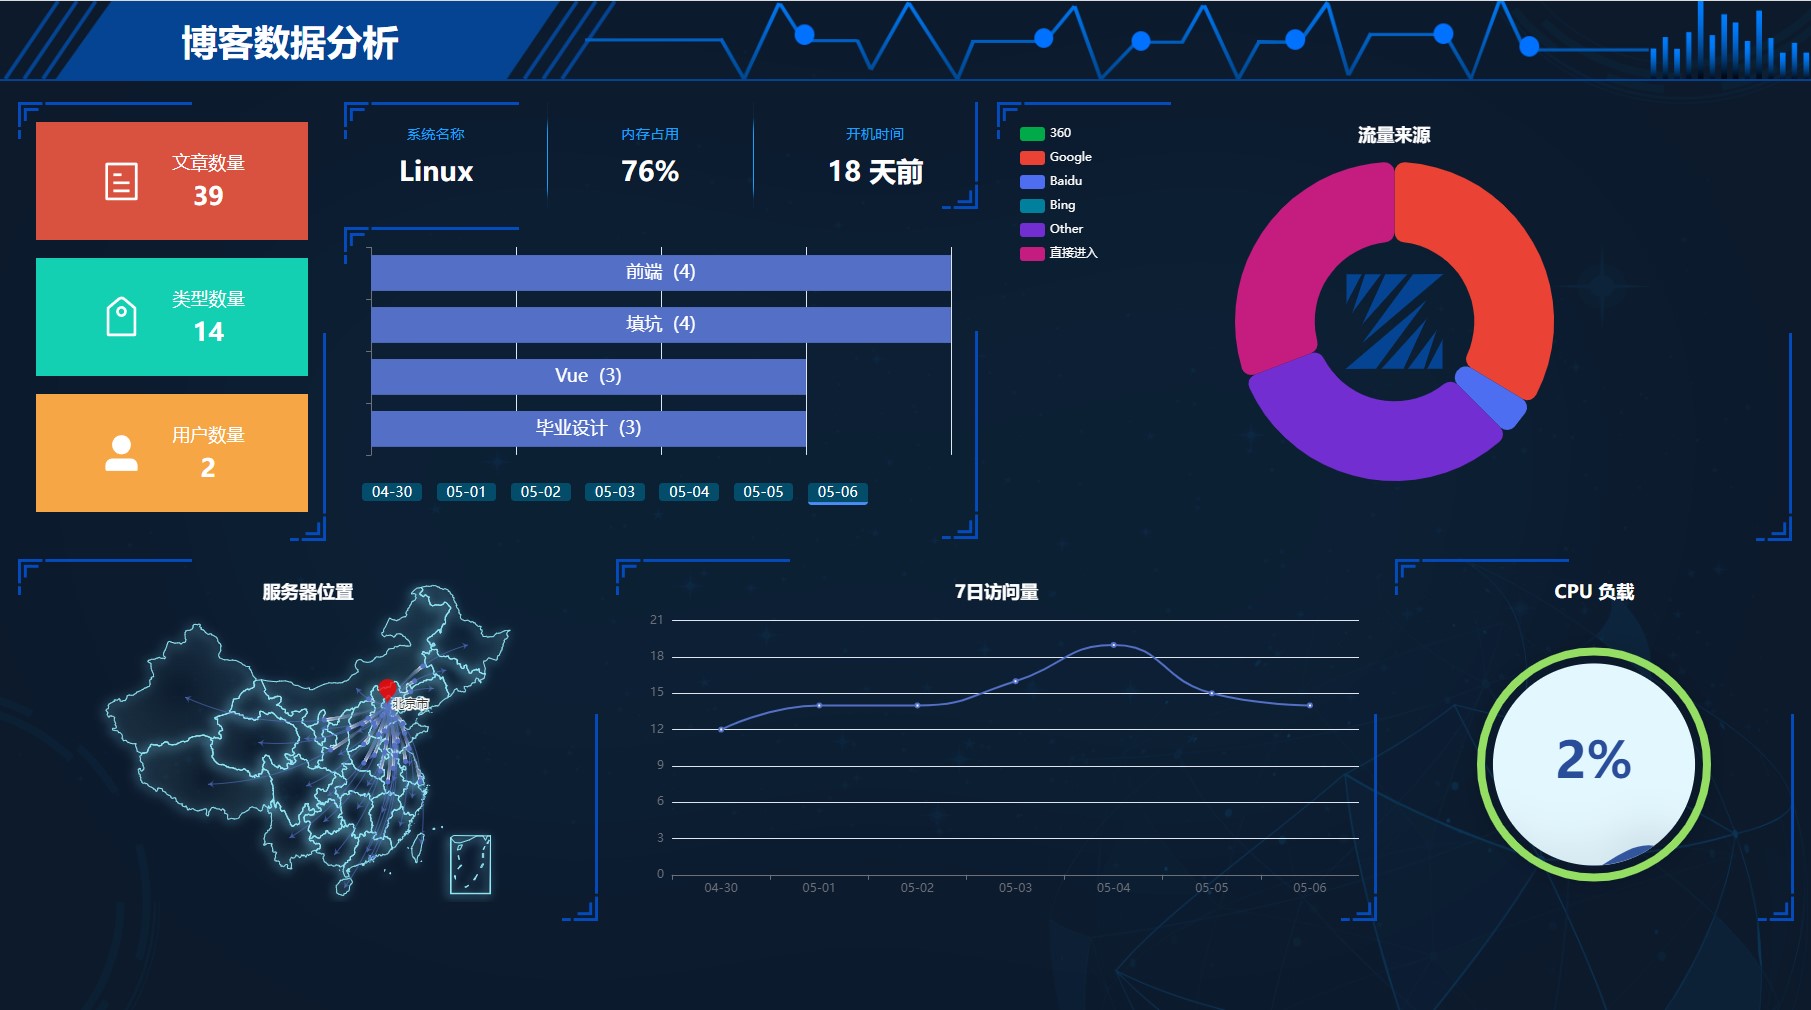 博客数据分析
文章数量
39
类型数量
14
用户数量
2
系统名称
Linux
内存占用
76%
开机时间
18 天前
前端 (4)
填坑 (4)
Vue (3)
毕业设计 (3)
04-30 05-01 05-02 05-03 05-04 05-05 05-06
360
Google
Baidu
Bing
Other
直接进入
流量来源
服务器位置
北京市
7日访问量
21
18
15
12
9
6
3
0
04-30 05-01 05-02 05-03 05-04 05-05 05-06
CPU 负载
2%